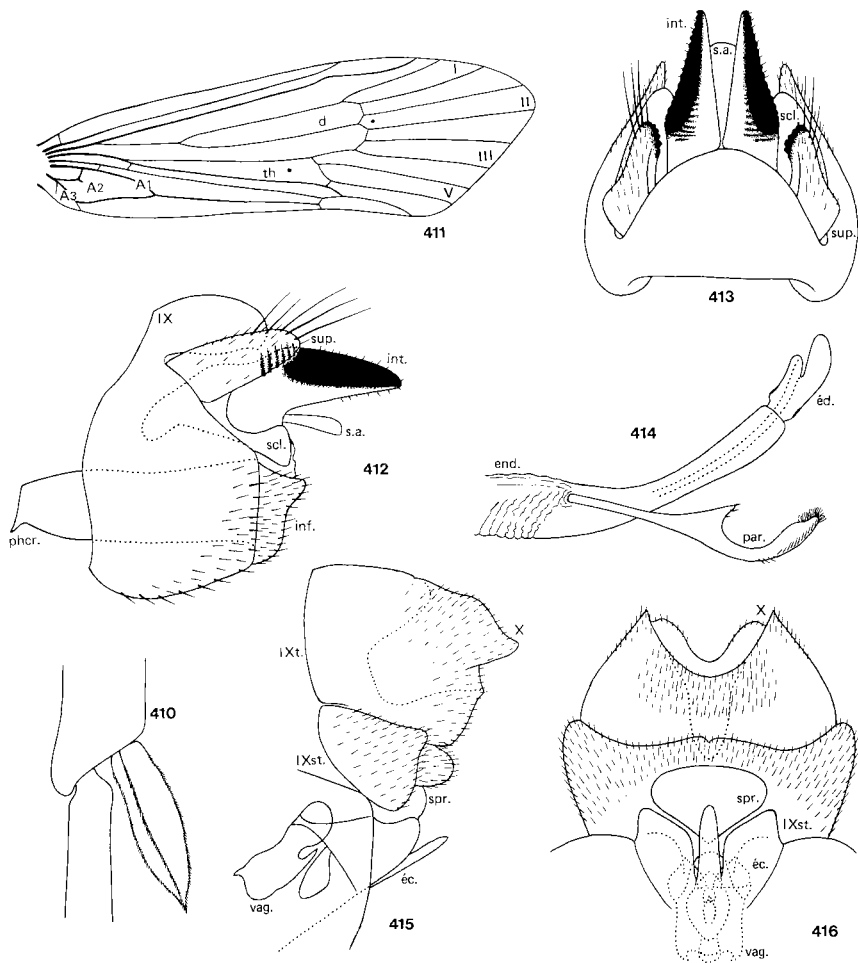 I
II
d
III
th
V
A1
A2
A3
411
int.
s.a.
scl.
sup.
413
IX
sup.
int.
s.a.
scl.
412
inf.
phcr.
414
éd.
end.
par.
410
IXt.
X
IXst.
spr.
éc.
vag.
415
X
spr.
IXst.
éc.
vag.
416